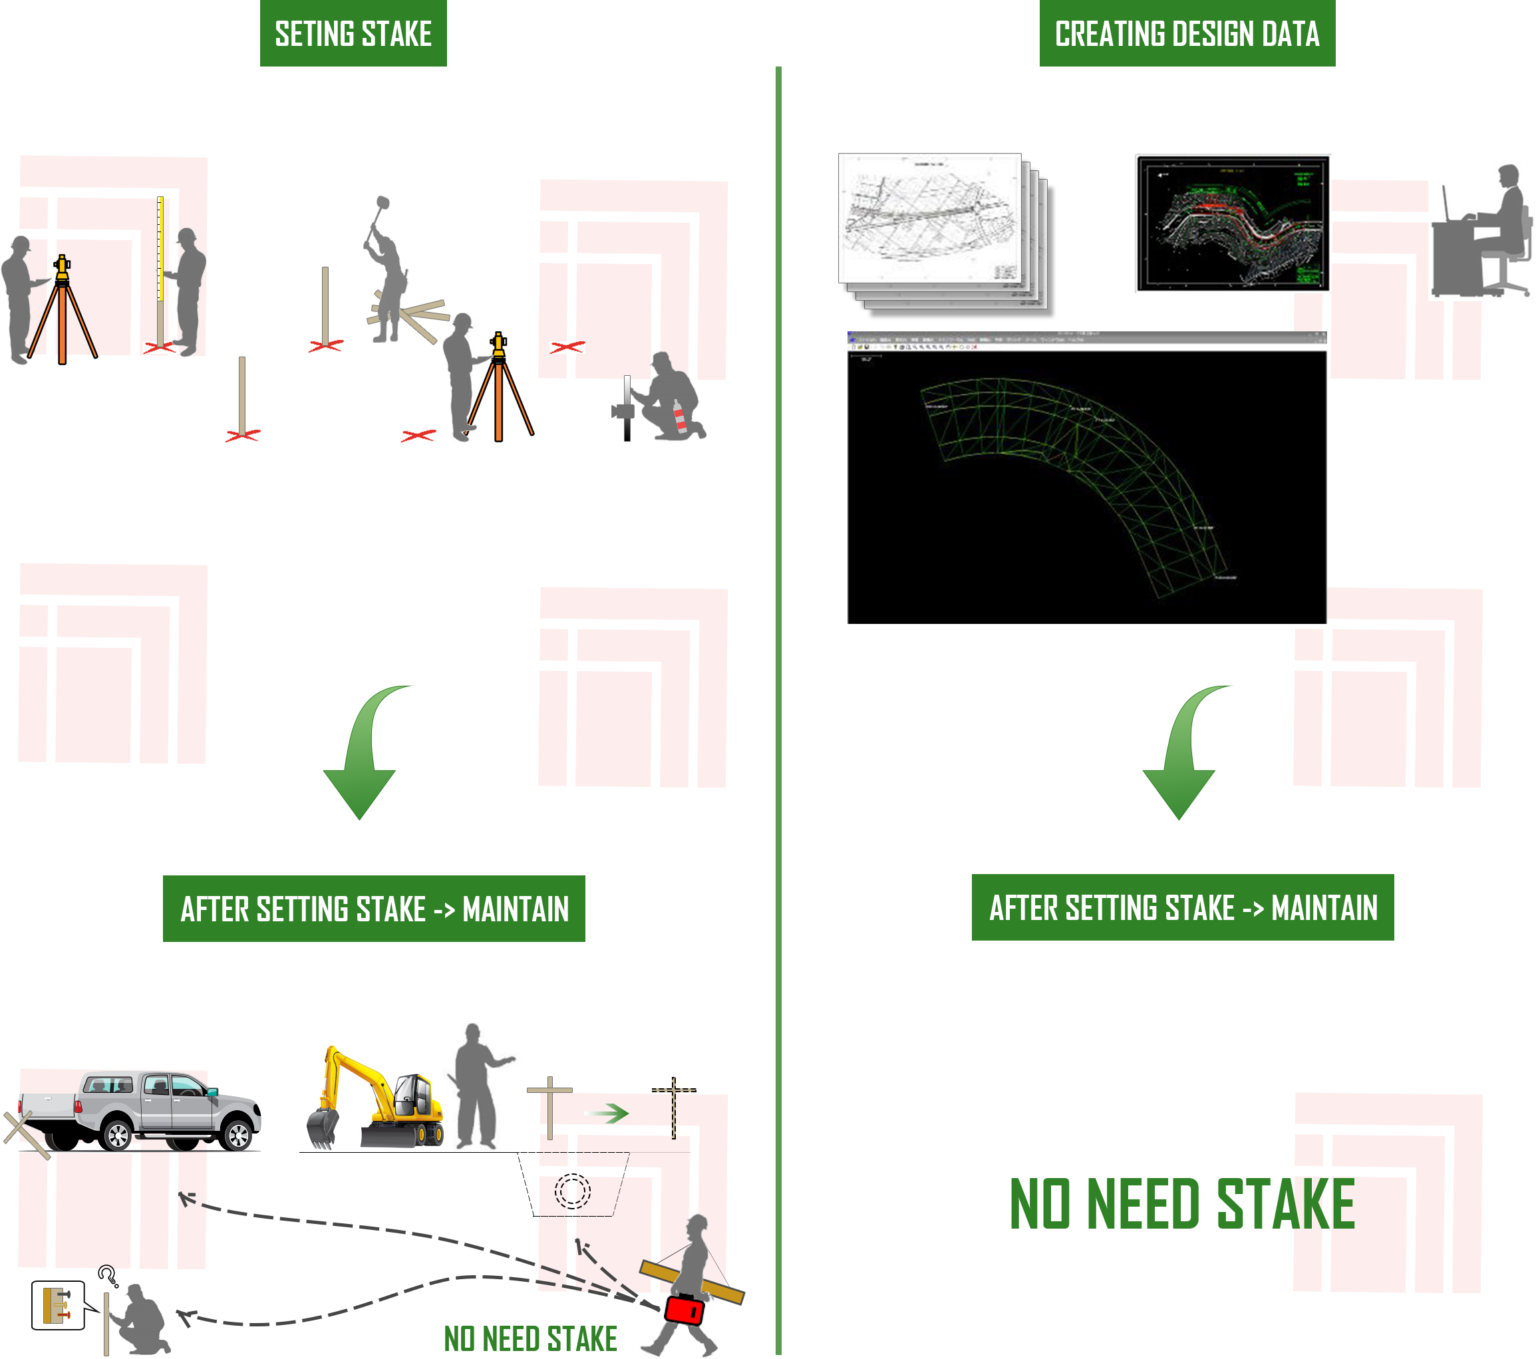 SETING STAKE
CREATING DESIGN DATA
AFTER SETTING STAKE -> MAINTAIN
AFTER SETTING STAKE -> MAINTAIN
NO NEED STAKE
NO NEED STAKE